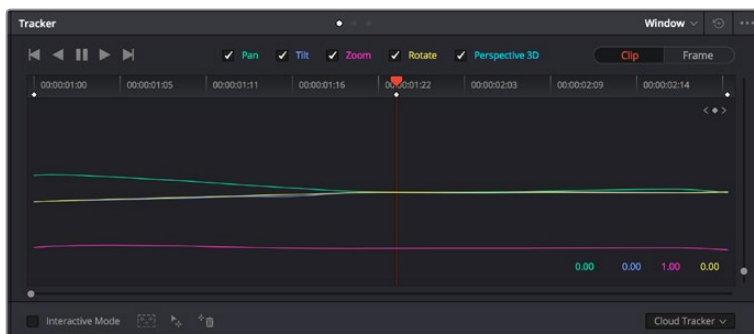 Tracker Window
Pan Tilt Zoom Rotate Perspective 3D Clip Frame
00:00:01:00 00:00:01:05 00:00:01:11 00:00:01:16 00:00:01:22 00:00:02:03 00:00:02:09 00:00:02:14
0.00 0.00 1.00 0.00
Interactive Mode Cloud Tracker